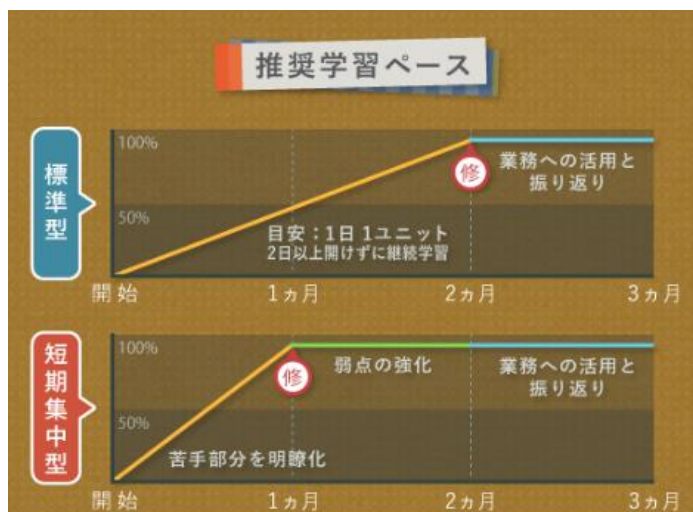 推奨学習ペース
標準型
100%
50%
修
業務への活用と
振り返り
目安：1日1ユニット
2日以上開けずに継続学習
開始
1ヵ月
2ヵ月
3ヵ月
短期集中型
100%
50%
修
弱点の強化
業務への活用と
振り返り
苦手部分を明瞭化
開始
1ヵ月
2ヵ月
3ヵ月